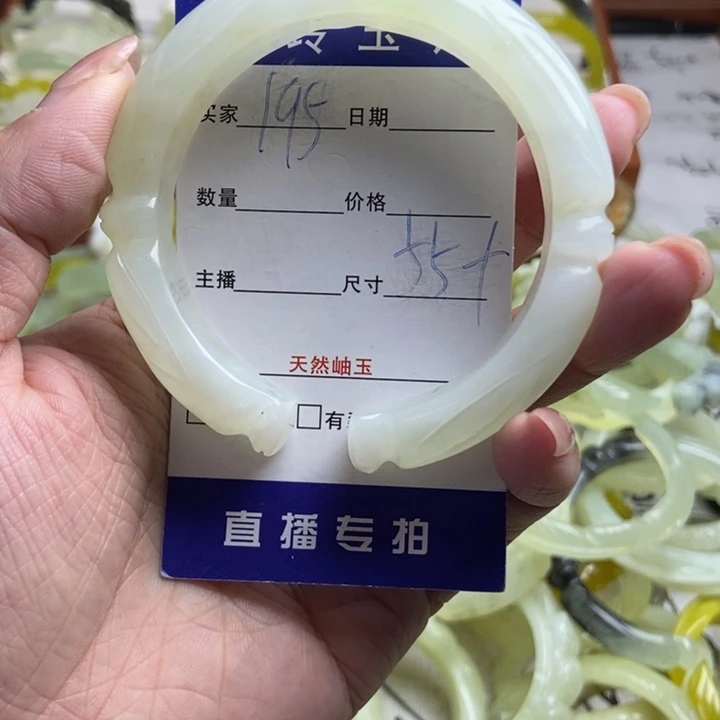 玉
买家 195 日期
数量 价格
主播 尺寸 55+
天然岫玉
有
直播专拍